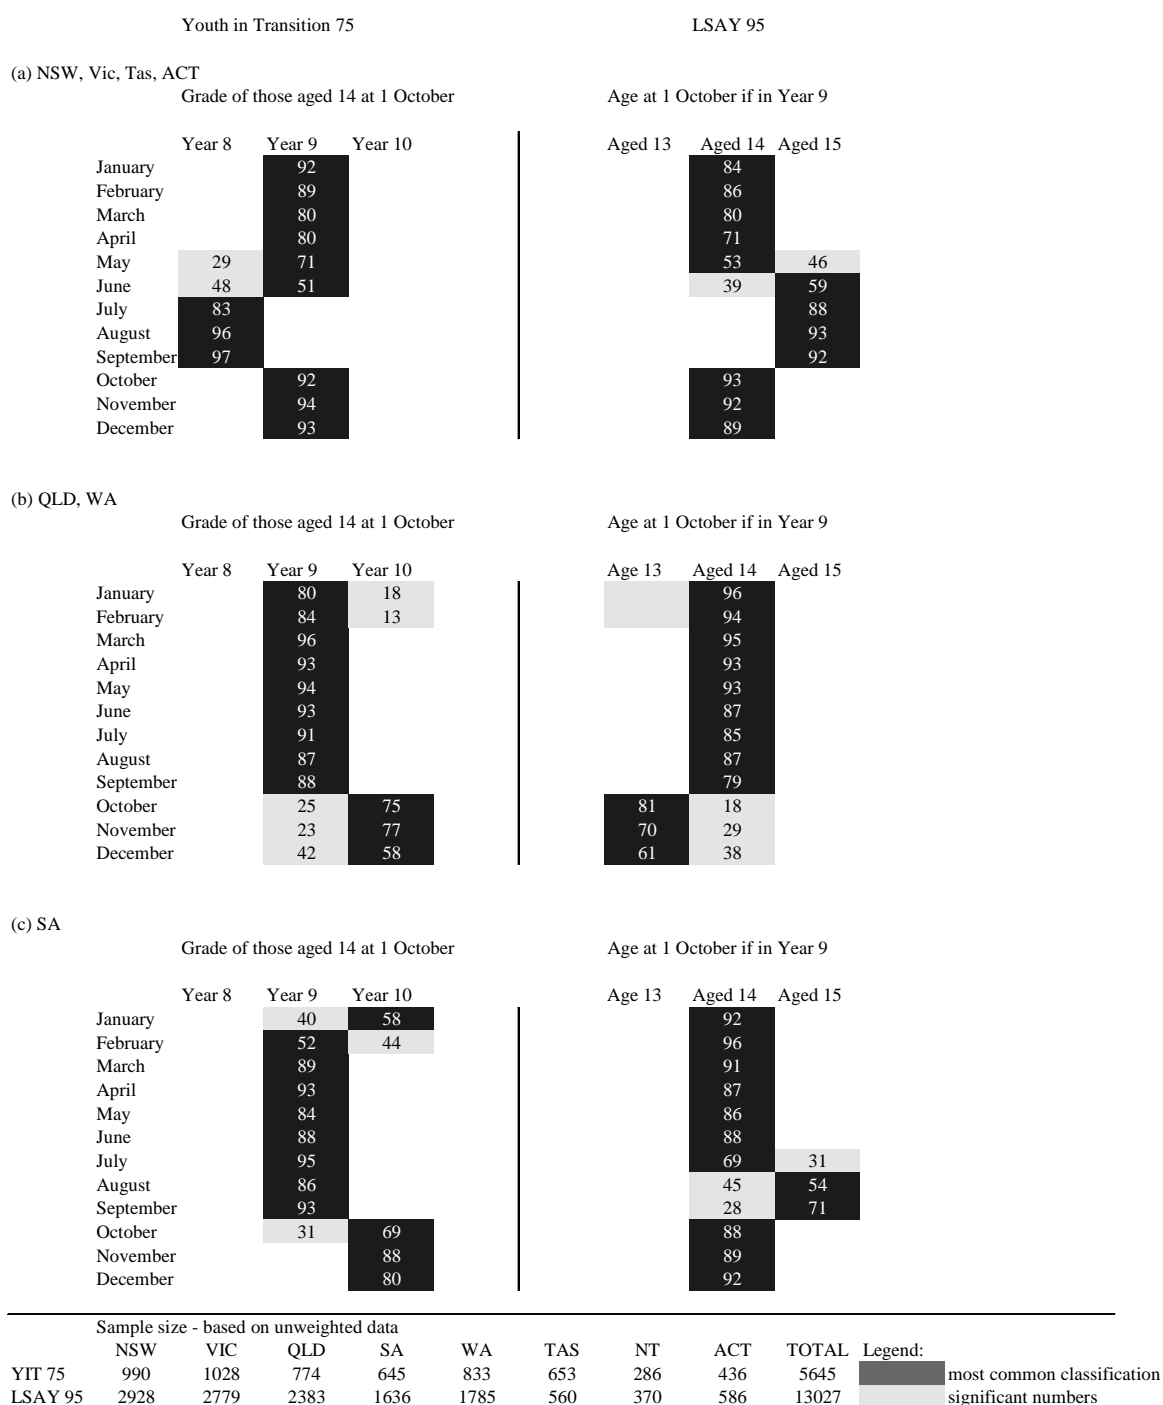 Youth in Transition 75 LSAY 95
(a) NSW, Vic, Tas, ACT
Grade of those aged 14 at 1 October Age at 1 October if in Year 9
Year 8 Year 9 Year 10 Aged 13 Aged 14 Aged 15
January 92 84
February 89 86
March 80 80
April 80 71
May 29 71 53 46
June 48 51 39 59
July 83 88
August 96 93
September 97 92
October 92 93
November 94 92
December 93 89
(b) QLD, WA
Grade of those aged 14 at 1 October Age at 1 October if in Year 9
Year 8 Year 9 Year 10 Age 13 Aged 14 Aged 15
January 80 18 96
February 84 13 94
March 96 95
April 93 93
May 94 93
June 93 87
July 91 85
August 87 87
September 88 79
October 25 75 81 18
November 23 77 70 29
December 42 58 61 38
(c) SA
Grade of those aged 14 at 1 October Age at 1 October if in Year 9
Year 8 Year 9 Year 10 Age 13 Aged 14 Aged 15
January 40 58 92
February 52 44 96
March 89 91
April 93 87
May 84 86
June 88 88
July 95 69 31
August 86 45 54
September 93 28 71
October 31 69 88
November 88 89
December 80 92
Sample size - based on unweighted data
NSW VIC QLD SA WA TAS NT ACT TOTAL Legend:
YIT 75 990 1028 774 645 833 653 286 436 5645 most common classification
LSAY 95 2928 2779 2383 1636 1785 560 370 586 13027 significant numbers